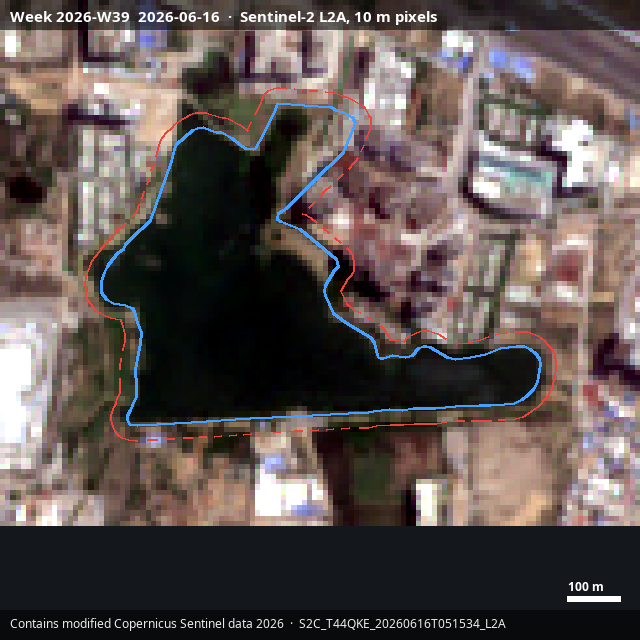 Week 2026-W39  2026-06-16  ·  Sentinel-2 L2A, 10 m pixels
100 m
Contains modified Copernicus Sentinel data 2026  ·  S2C_T44QKE_20260616T051534_L2A